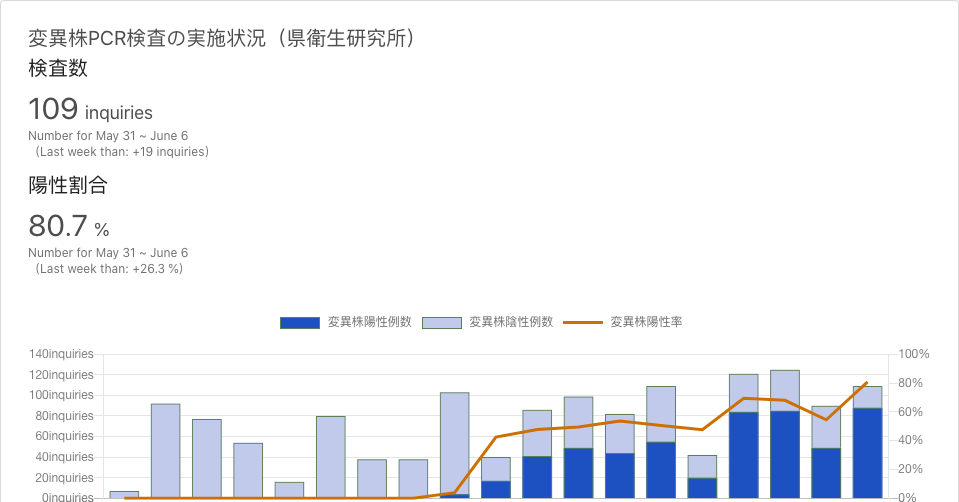 変異株PCR検査の実施状況（県衛生研究所）
検査数
109 inquiries
Number for May 31 ~ June 6
（Last week than: +19 inquiries）
陽性割合
80.7 %
Number for May 31 ~ June 6
（Last week than: +26.3 %）
変異株陽性例数 変異株陰性例数 変異株陽性率
140inquiries 100%
120inquiries 80%
100inquiries
80inquiries 60%
60inquiries 40%
40inquiries
20inquiries 20%
0inquiries 0%